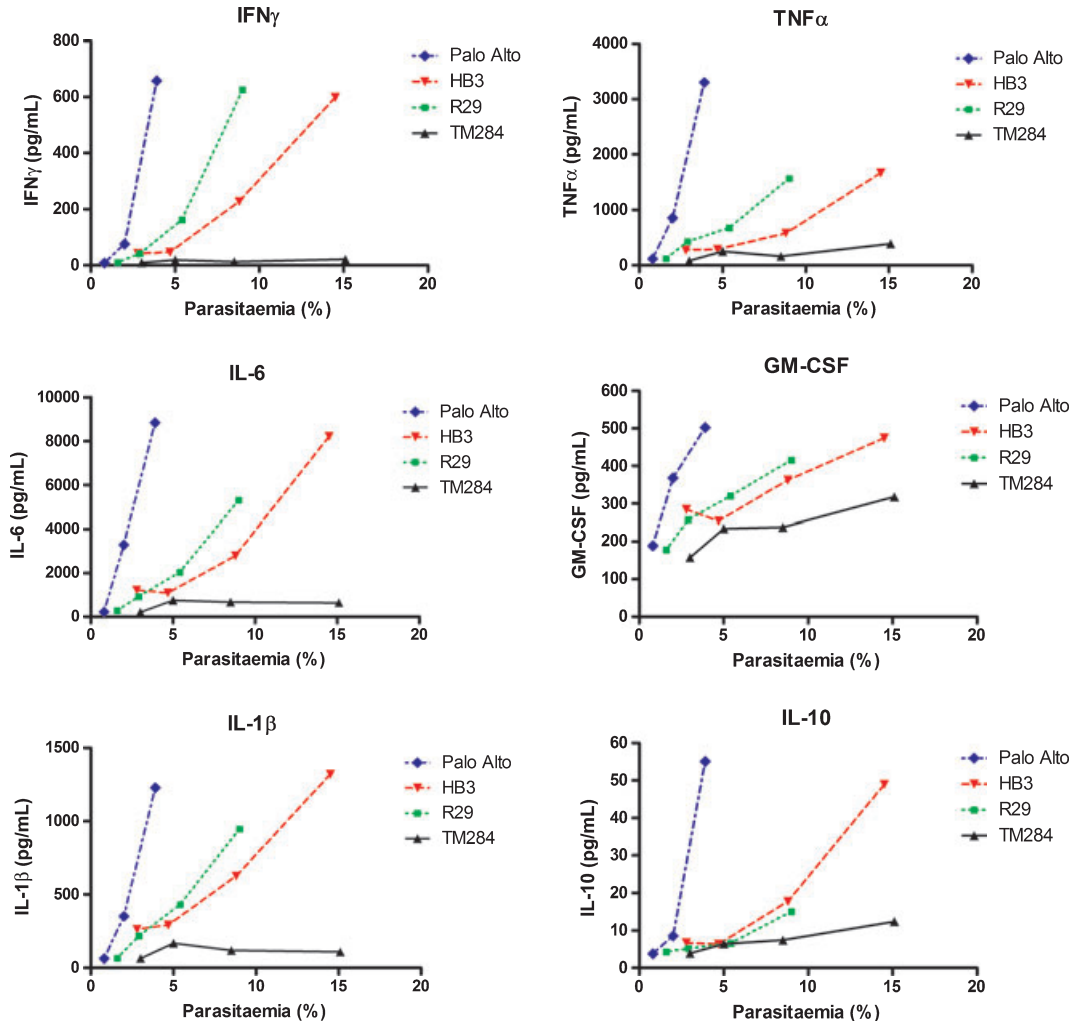 IFNγ
800
600
400
200
0
IFNγ (pg/mL)
0 5 10 15 20
Parasitaemia (%)
Palo Alto
HB3
R29
TM284
TNFα
4000
3000
2000
1000
0
TNFα (pg/mL)
0 5 10 15 20
Parasitaemia (%)
Palo Alto
HB3
R29
TM284
IL-6
10000
8000
6000
4000
2000
0
IL-6 (pg/mL)
0 5 10 15 20
Parasitaemia (%)
Palo Alto
HB3
R29
TM284
GM-CSF
600
500
400
300
200
100
0
GM-CSF (pg/mL)
0 5 10 15 20
Parasitaemia (%)
Palo Alto
HB3
R29
TM284
IL-1β
1500
1000
500
0
IL-1β (pg/mL)
0 5 10 15 20
Parasitaemia (%)
Palo Alto
HB3
R29
TM284
IL-10
60
50
40
30
20
10
0
IL-10 (pg/mL)
0 5 10 15 20
Parasitaemia (%)
Palo Alto
HB3
R29
TM284